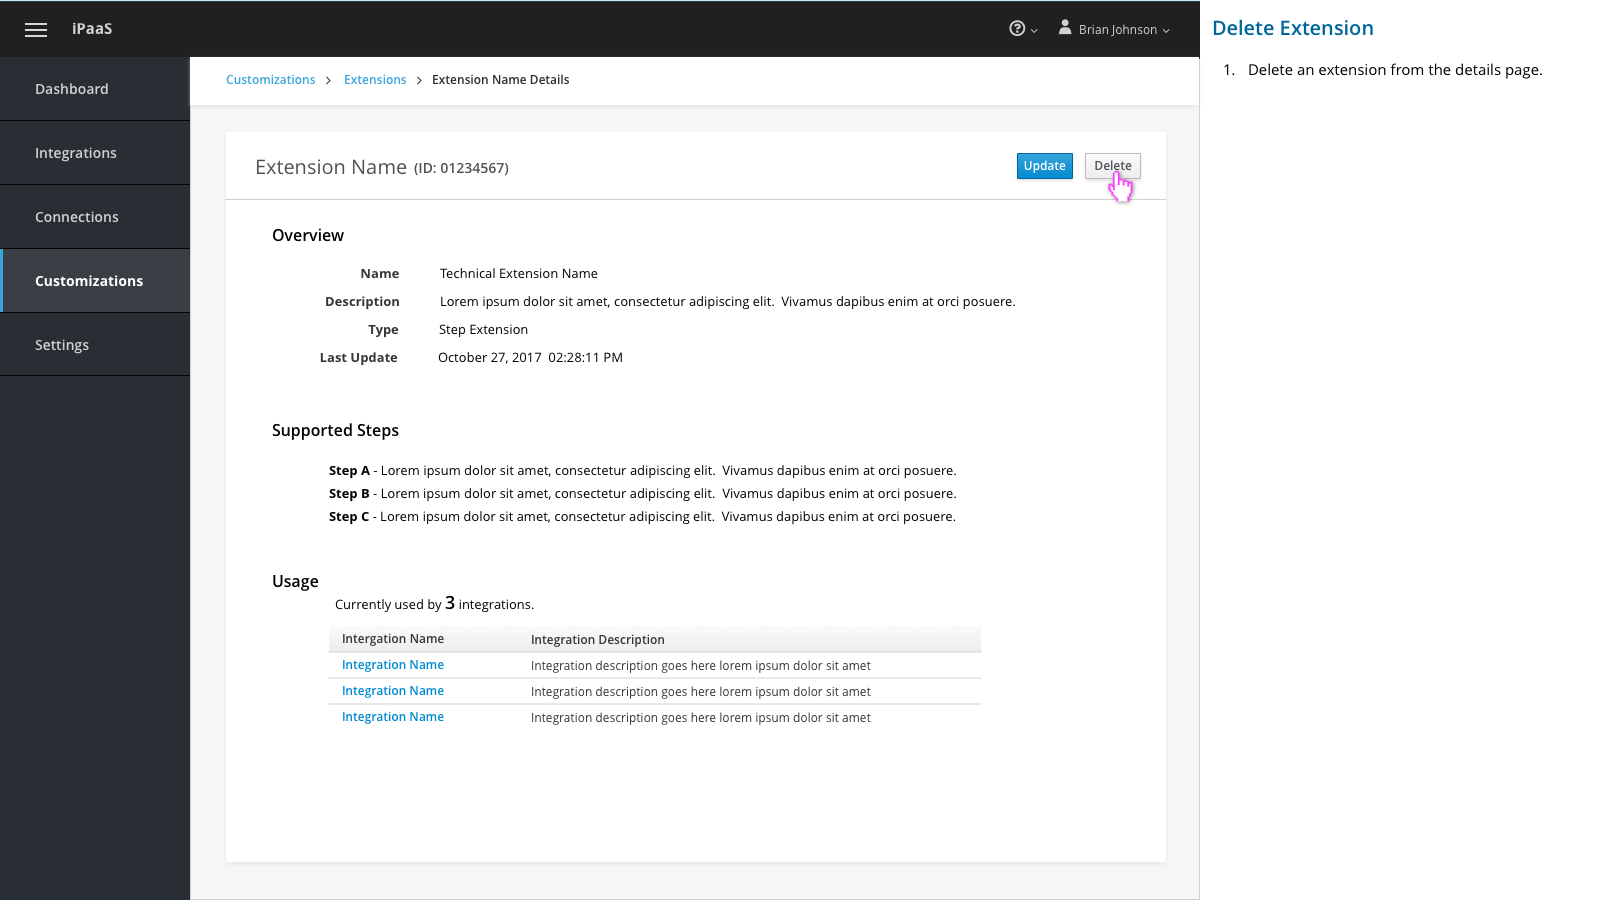 iPaaS
Brian Johnson
Dashboard
Integrations
Connections
Customizations
Settings
Customizations > Extensions > Extension Name Details
Extension Name (ID: 01234567)
Update
Delete
Overview
Name Technical Extension Name
Description Lorem ipsum dolor sit amet, consectetur adipiscing elit. Vivamus dapibus enim at orci posuere.
Type Step Extension
Last Update October 27, 2017 02:28:11 PM
Supported Steps
Step A - Lorem ipsum dolor sit amet, consectetur adipiscing elit. Vivamus dapibus enim at orci posuere.
Step B - Lorem ipsum dolor sit amet, consectetur adipiscing elit. Vivamus dapibus enim at orci posuere.
Step C - Lorem ipsum dolor sit amet, consectetur adipiscing elit. Vivamus dapibus enim at orci posuere.
Usage
Currently used by 3 integrations.
Intergation Name Integration Description
Integration Name Integration description goes here lorem ipsum dolor sit amet
Integration Name Integration description goes here lorem ipsum dolor sit amet
Integration Name Integration description goes here lorem ipsum dolor sit amet
Delete Extension
1. Delete an extension from the details page.